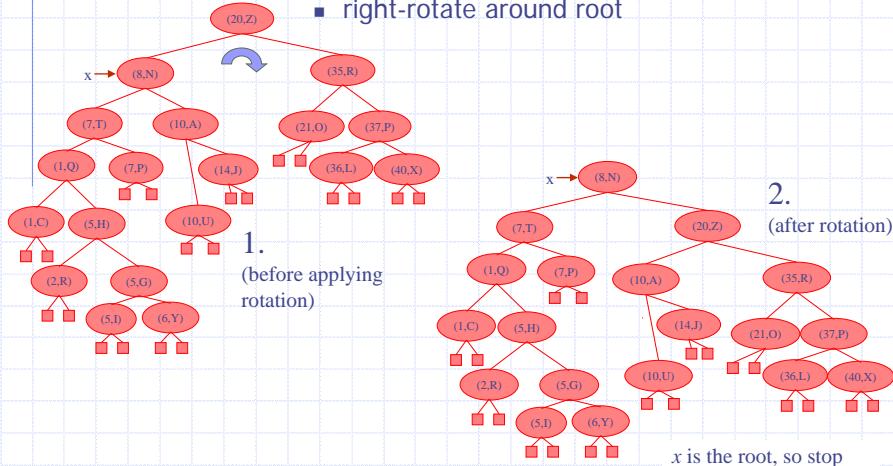 ▪ right-rotate around root
(20,Z)
x
(8,N)
(35,R)
(7,T)
(10,A)
(21,O)
(37,P)
(1,Q)
(7,P)
(14,J)
(36,L)
(40,X)
(1,C)
(5,H)
(10,U)
(2,R)
(5,G)
(5,I)
(6,Y)
1.
(before applying
rotation)
x
(8,N)
2.
(after rotation)
(7,T)
(20,Z)
(1,Q)
(7,P)
(10,A)
(35,R)
(1,C)
(5,H)
(14,J)
(21,O)
(37,P)
(2,R)
(5,G)
(10,U)
(36,L)
(40,X)
(5,I)
(6,Y)
x is the root, so stop